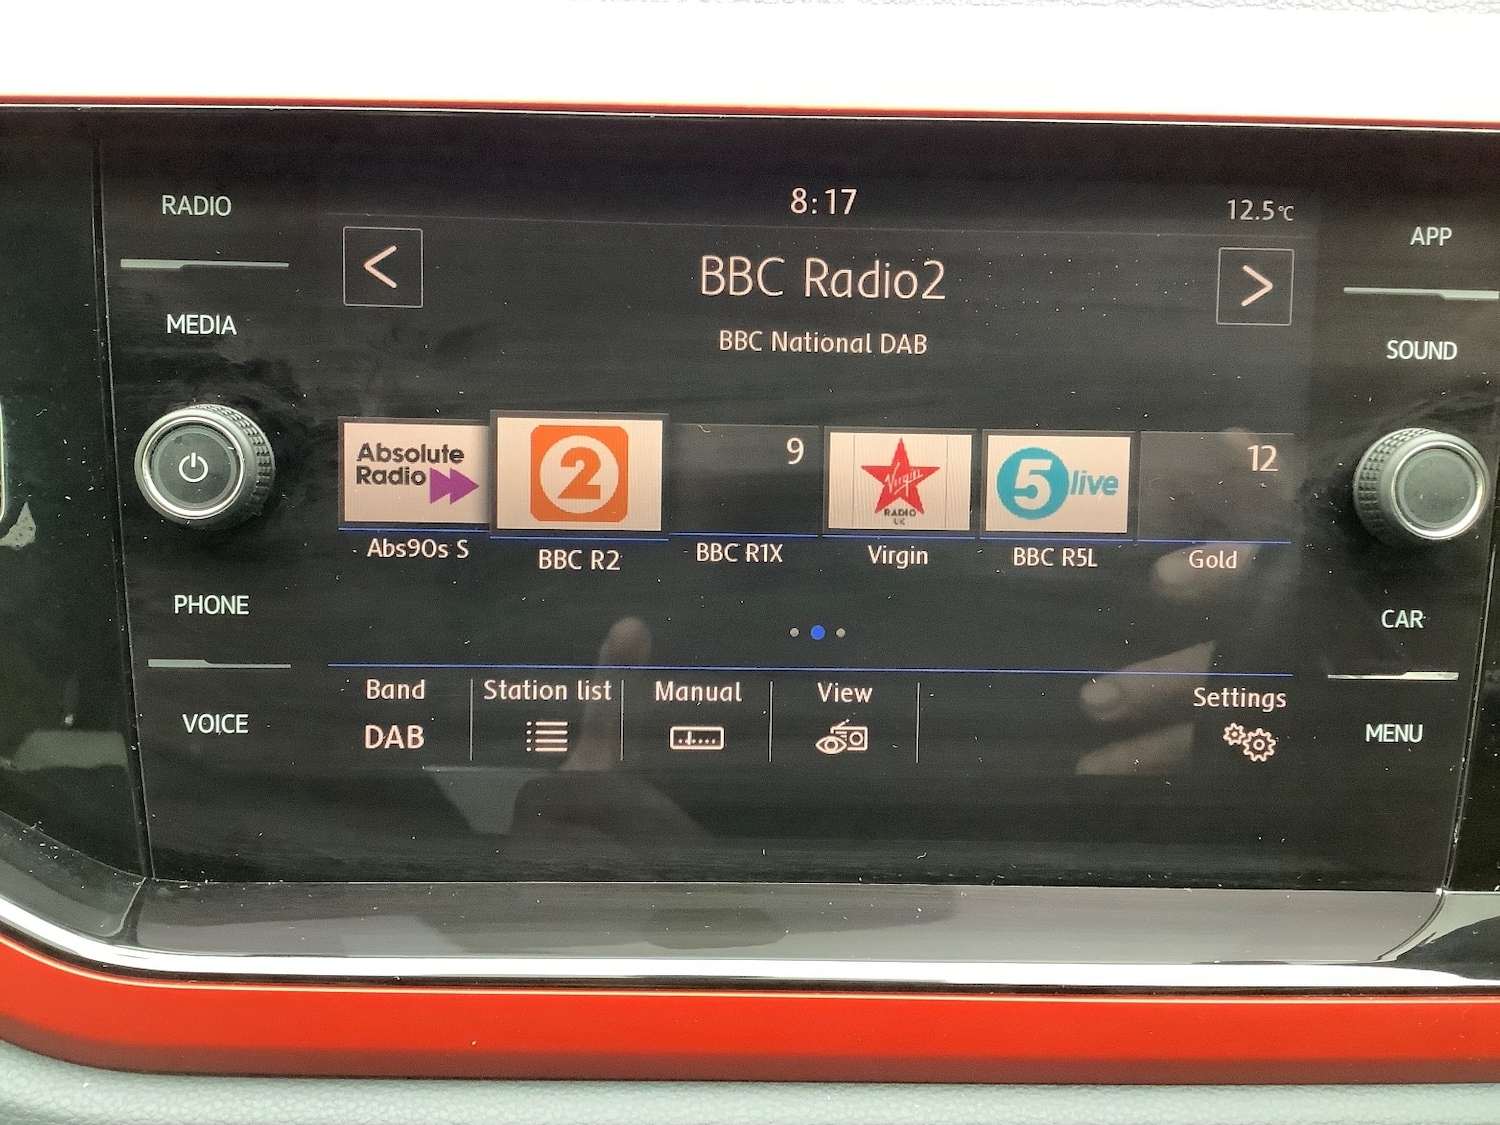 RADIO
8:17
12.5°C
APP
BBC Radio2
BBC National DAB
MEDIA
SOUND
Absolute
Radio
2
9
Virgin
RADIO
UK
5 live
12
Abs90s S
BBC R2
BBC R1X
Virgin
BBC R5L
Gold
PHONE
CAR
Band
DAB
Station list
Manual
View
Settings
VOICE
MENU